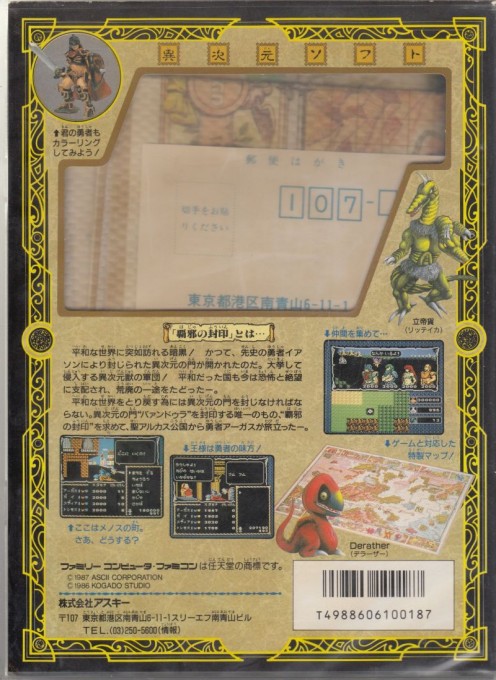 異次元ソフト
⬆君の勇者も
カラーリング
してみよう！
郵便はがき
107-
切手をお貼
りください
東京都港区南青山6-11-1
立帝貨
(リッテイカ)
「覇邪の封印」とは…
平和な世界に突如訪れる暗黒！ かつて、先史の勇者イア
ソンにより封じられた異次元の門が開かれたのだ。大挙して
侵入する異次元獣の軍団！ 平和だった国も今は恐怖と絶望
に支配され、荒廃の一途をたどった－。
平和な世界をとり戻す為には異次元の門を封じなければな
らない。異次元の門“パァンドゥラ”を封印する唯一のもの、“覇邪
の封印”を求めて、聖アルカス公国から勇者アーガスが旅立った－。
⬇仲間を集めて…
⬇王様は勇者の味方！
⬇ゲームと対応した
特製マップ！
⬆ここはメノスの町。
さあ、どうする？
Derather
(デラーザー)
ファミリー コンピュータ・ファミコンは任天堂の商標です。
©1987 ASCII CORPORATION
©1986 KOGADO STUDIO
株式会社アスキー
〒107 東京都港区南青山6-11-1スリーエフ南青山ビル
TEL.(03)250-5600(情報)
T4988606100187